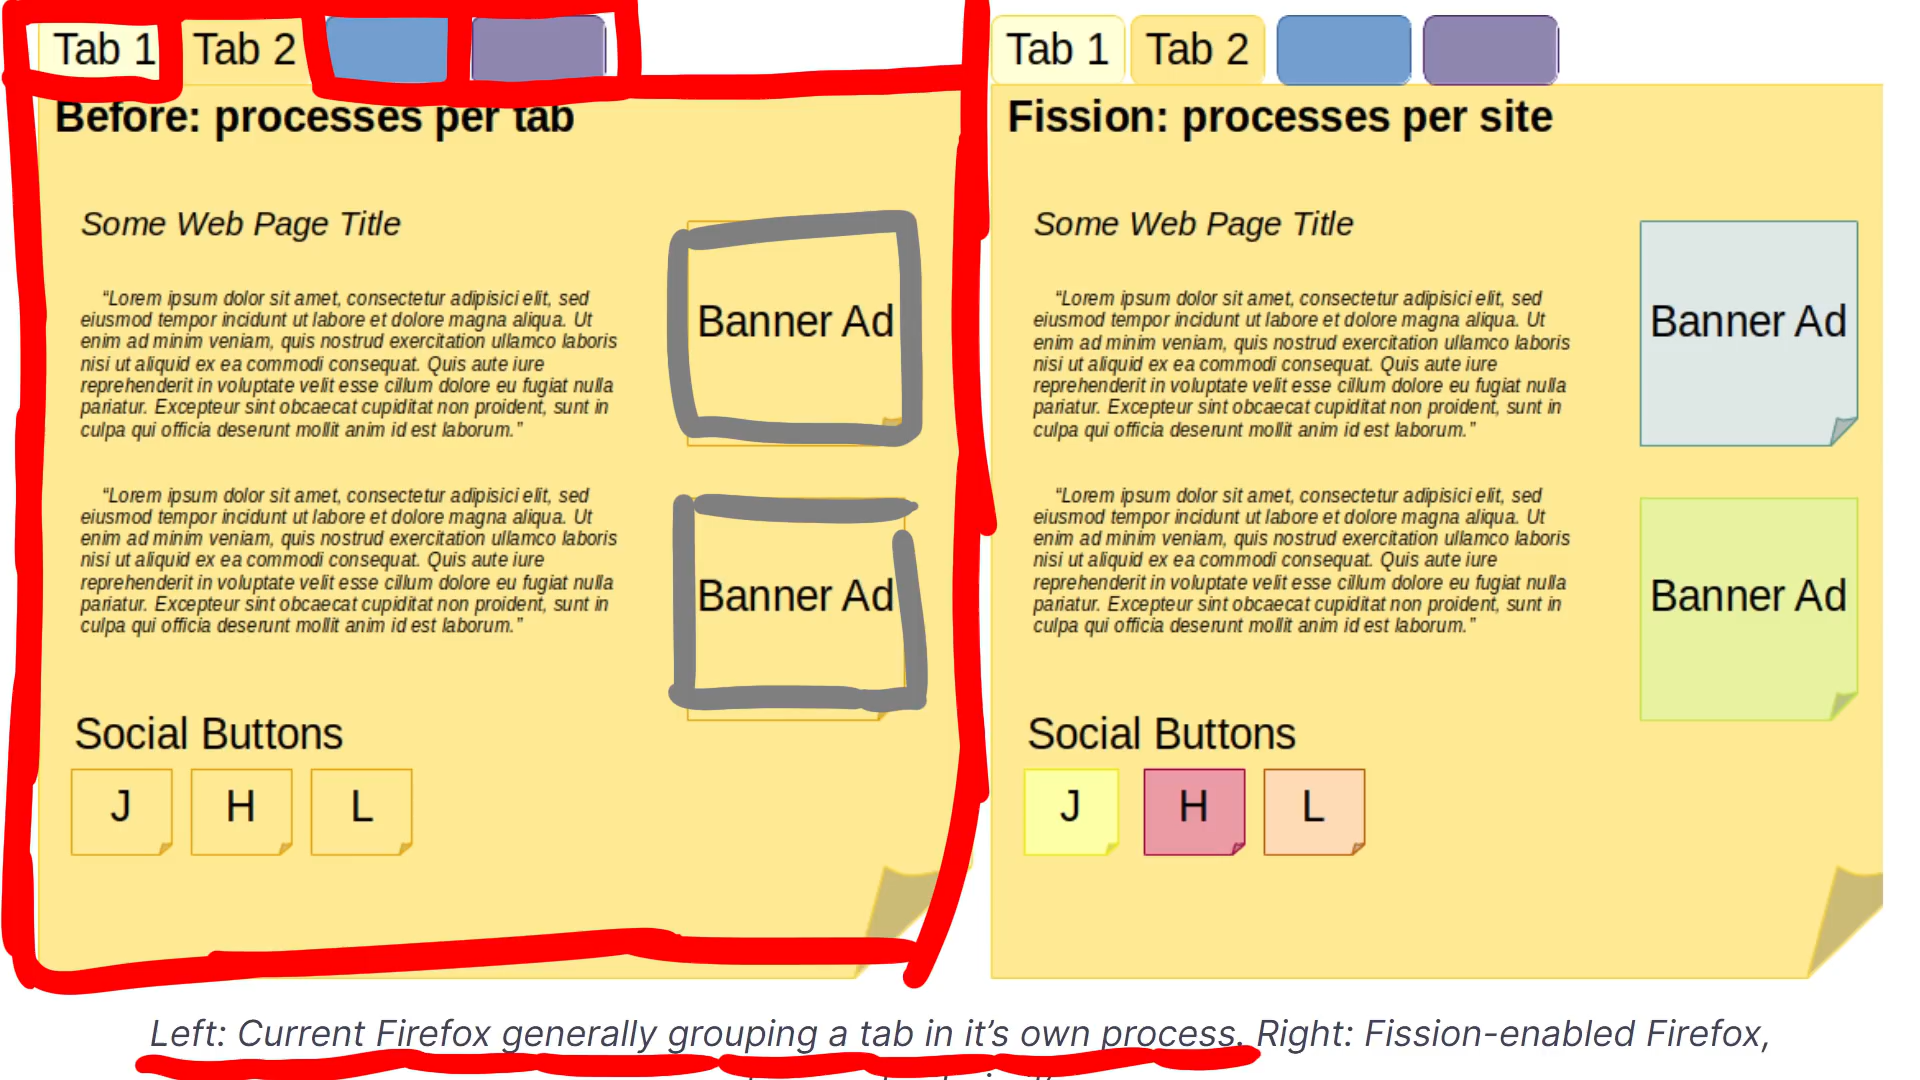 Tab 1 Tab 2
Before: processes per tab
Some Web Page Title
“Lorem ipsum dolor sit amet, consectetur adipisici elit, sed
eiusmod tempor incidunt ut labore et dolore magna aliqua. Ut
enim ad minim veniam, quis nostrud exercitation ullamco laboris
nisi ut aliquid ex ea commodi consequat. Quis aute iure
reprehenderit in voluptate velit esse cillum dolore eu fugiat nulla
pariatur. Excepteur sint obcaecat cupiditat non proident, sunt in
culpa qui officia deserunt mollit anim id est laborum.”
Banner Ad
“Lorem ipsum dolor sit amet, consectetur adipisici elit, sed
eiusmod tempor incidunt ut labore et dolore magna aliqua. Ut
enim ad minim veniam, quis nostrud exercitation ullamco laboris
nisi ut aliquid ex ea commodi consequat. Quis aute iure
reprehenderit in voluptate velit esse cillum dolore eu fugiat nulla
pariatur. Excepteur sint obcaecat cupiditat non proident, sunt in
culpa qui officia deserunt mollit anim id est laborum.”
Banner Ad
Social Buttons
J H L
Tab 1 Tab 2
Fission: processes per site
Some Web Page Title
“Lorem ipsum dolor sit amet, consectetur adipisici elit, sed
eiusmod tempor incidunt ut labore et dolore magna aliqua. Ut
enim ad minim veniam, quis nostrud exercitation ullamco laboris
nisi ut aliquid ex ea commodi consequat. Quis aute iure
reprehenderit in voluptate velit esse cillum dolore eu fugiat nulla
pariatur. Excepteur sint obcaecat cupiditat non proident, sunt in
culpa qui officia deserunt mollit anim id est laborum.”
Banner Ad
“Lorem ipsum dolor sit amet, consectetur adipisici elit, sed
eiusmod tempor incidunt ut labore et dolore magna aliqua. Ut
enim ad minim veniam, quis nostrud exercitation ullamco laboris
nisi ut aliquid ex ea commodi consequat. Quis aute iure
reprehenderit in voluptate velit esse cillum dolore eu fugiat nulla
pariatur. Excepteur sint obcaecat cupiditat non proident, sunt in
culpa qui officia deserunt mollit anim id est laborum.”
Banner Ad
Social Buttons
J H L
Left: Current Firefox generally grouping a tab in it’s own process. Right: Fission-enabled Firefox,